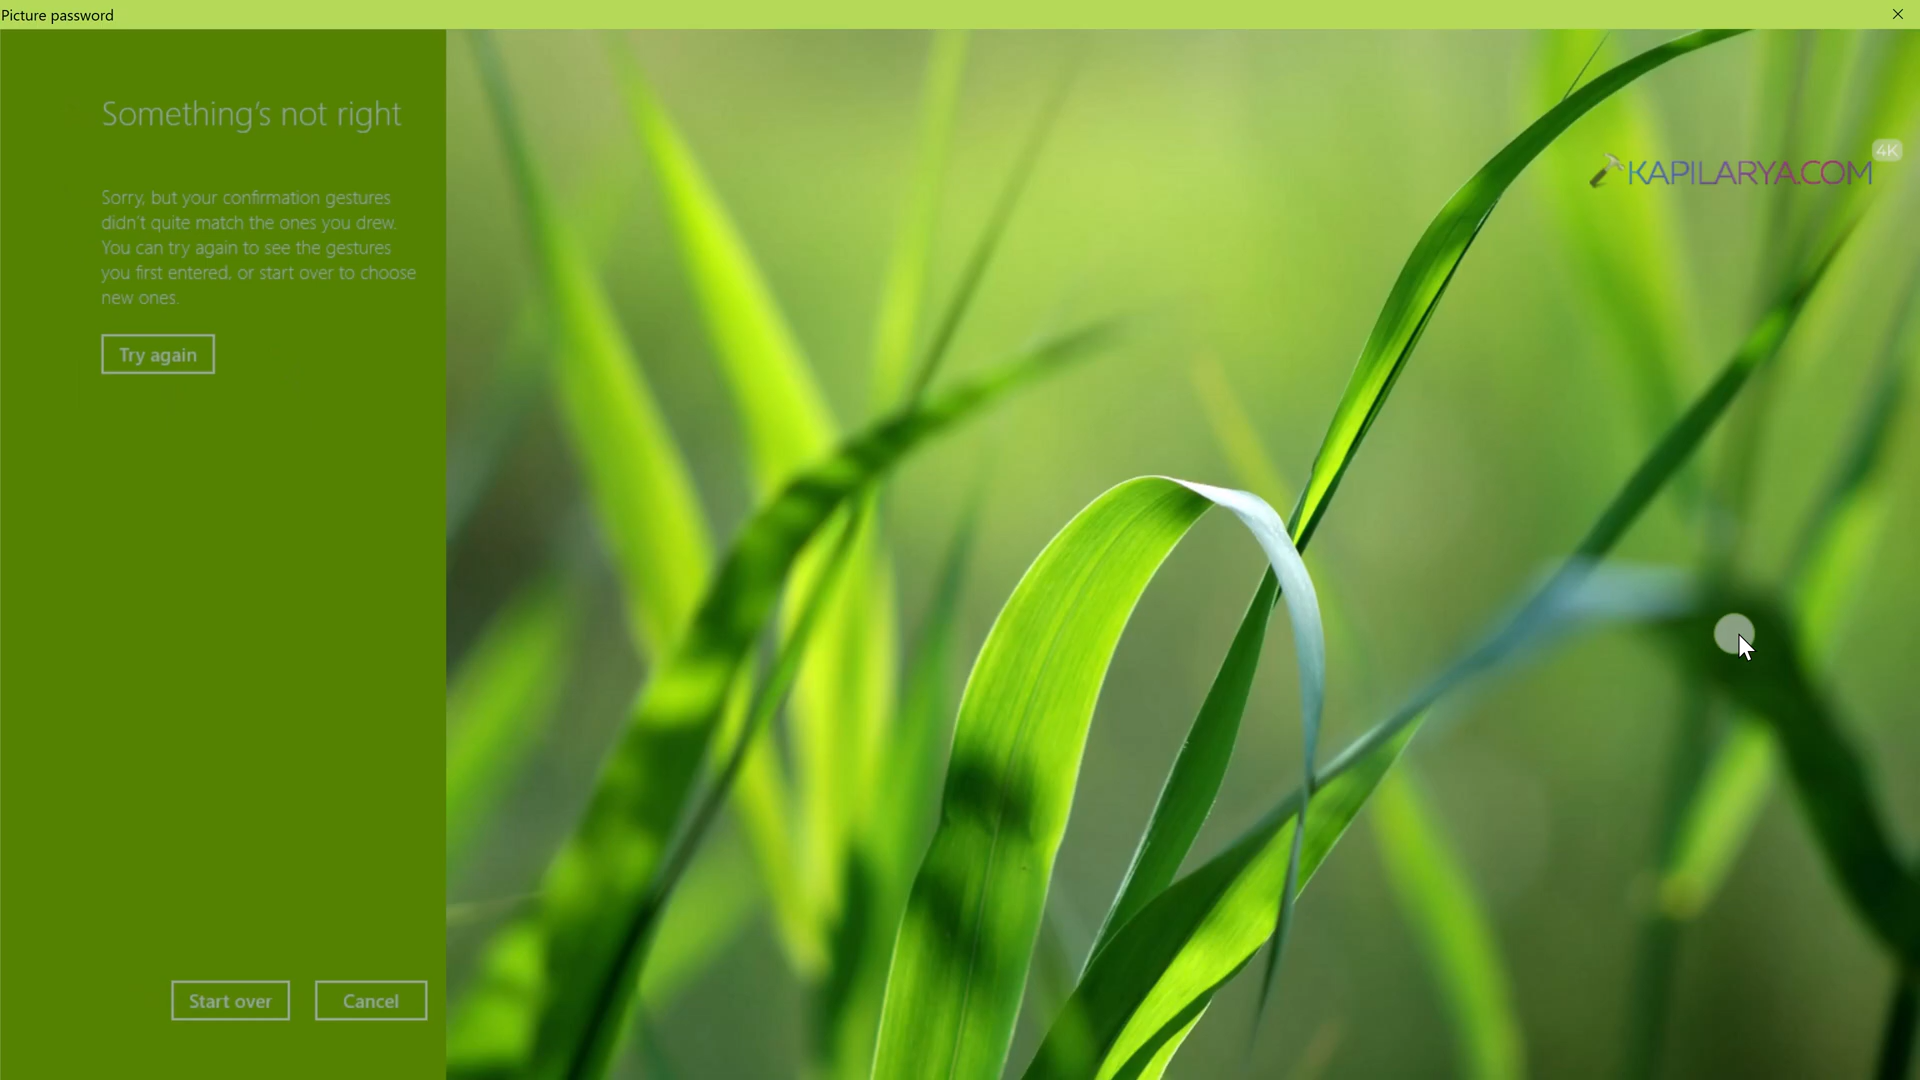 Picture password
Something's not right
Sorry, but your confirmation gestures
didn't quite match the ones you drew.
You can try again to see the gestures
you first entered, or start over to choose
new ones.
Try again
4K
KAPILARYA.COM
Start over
Cancel